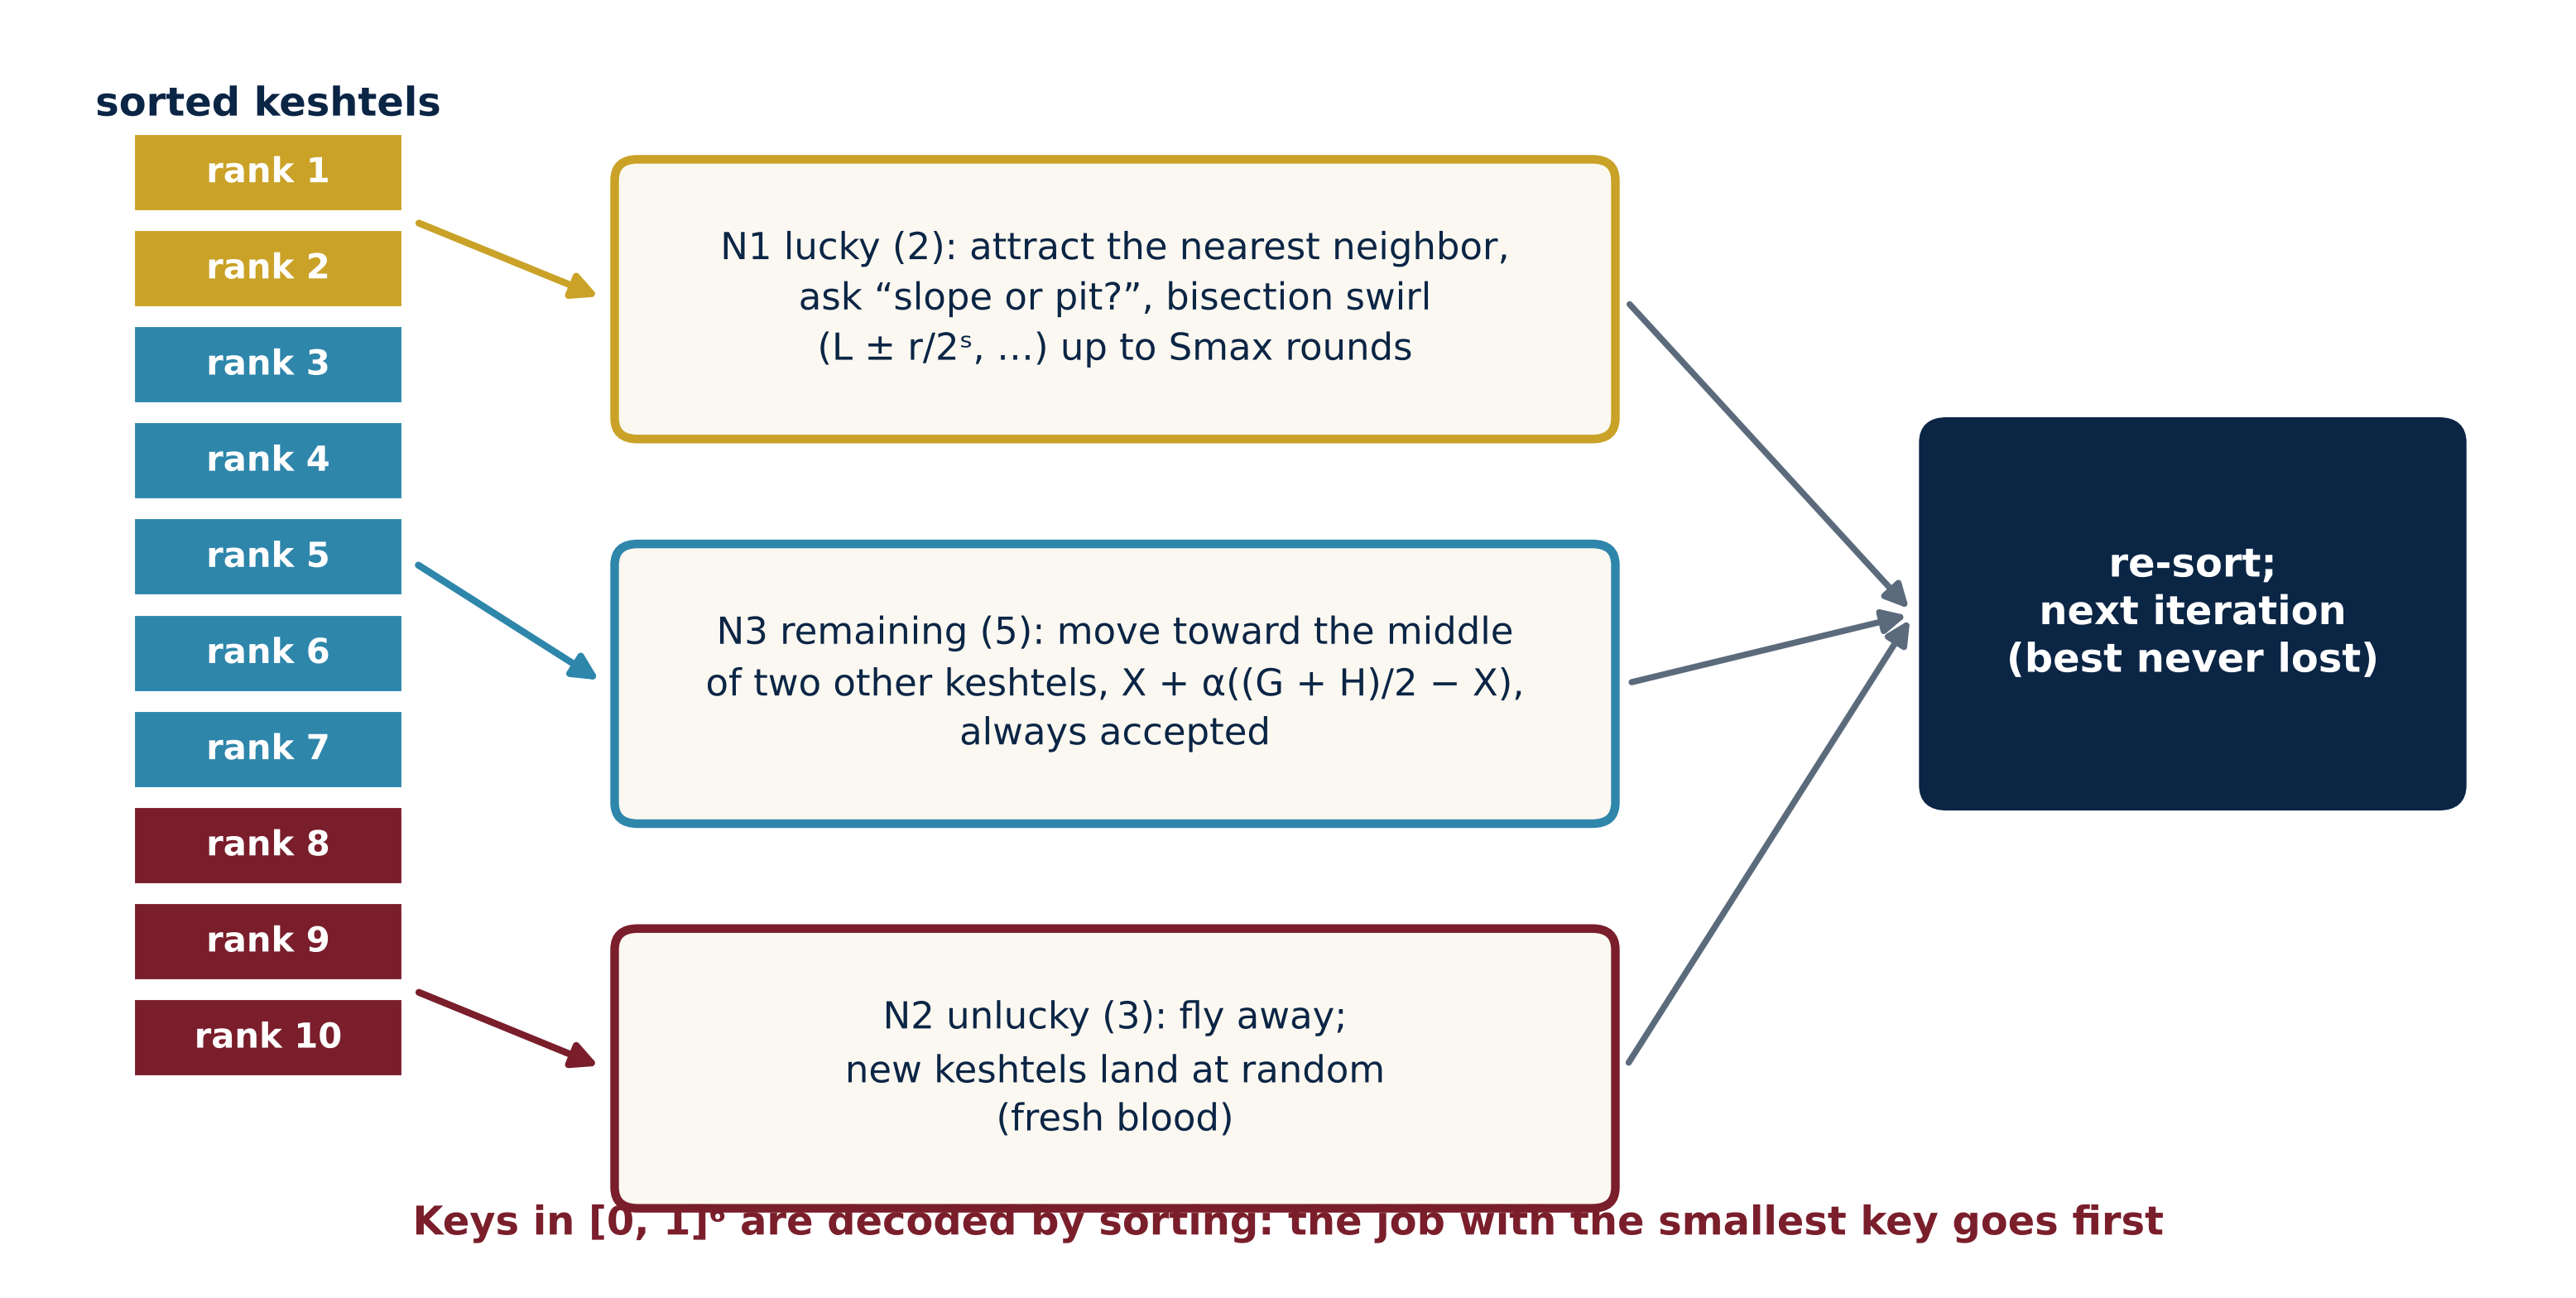 sorted keshtels
rank 1
rank 2
rank 3
rank 4
rank 5
rank 6
rank 7
rank 8
rank 9
rank 10
N1 lucky (2): attract the nearest neighbor,
ask “slope or pit?”, bisection swirl
(L ± r/2ˢ, …) up to Smax rounds
N3 remaining (5): move toward the middle
of two other keshtels, X + α((G + H)/2 − X),
always accepted
N2 unlucky (3): fly away;
new keshtels land at random
(fresh blood)
re-sort;
next iteration
(best never lost)
Keys in [0, 1]⁶ are decoded by sorting: the job with the smallest key goes first